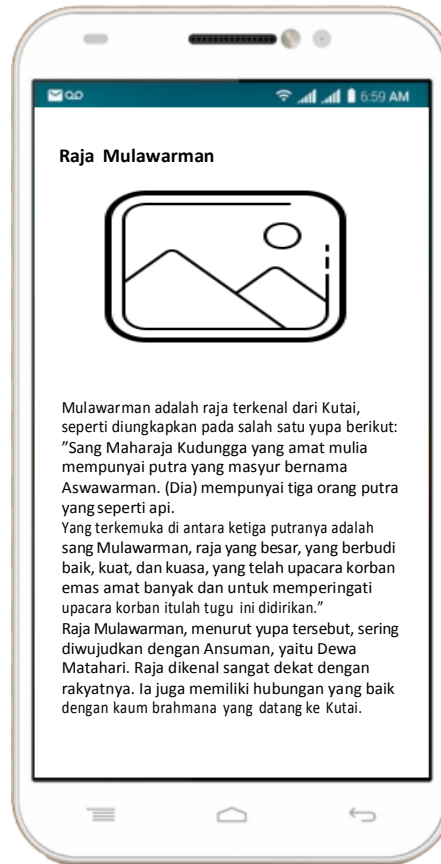 6:59 AM
Raja Mulawarman
Mulawarman adalah raja terkenal dari Kutai,
seperti diungkapkan pada salah satu yupa berikut:
”Sang Maharaja Kudungga yang amat mulia
mempunyai putra yang masyur bernama
Aswawarman. (Dia) mempunyai tiga orang putra
yang seperti api.
Yang terkemuka di antara ketiga putranya adalah
sang Mulawarman, raja yang besar, yang berbudi
baik, kuat, dan kuasa, yang telah upacara korban
emas amat banyak dan untuk memperingati
upacara korban itulah tugu ini didirikan.”
Raja Mulawarman, menurut yupa tersebut, sering
diwujudkan dengan Ansuman, yaitu Dewa
Matahari. Raja dikenal sangat dekat dengan
rakyatnya. Ia juga memiliki hubungan yang baik
dengan kaum brahmana yang datang ke Kutai.